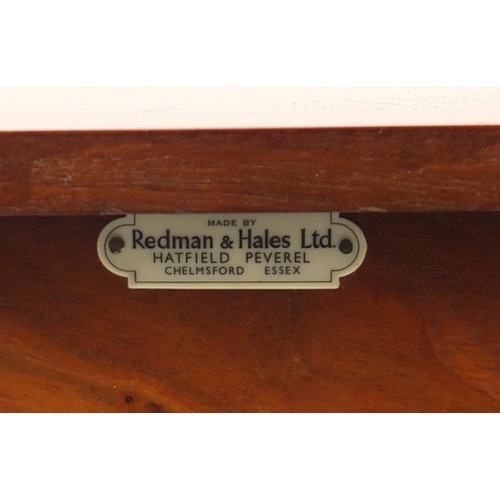 MADE BY
Redman & Hales Ltd.
HATFIELD PEVEREL
CHELMSFORD ESSEX